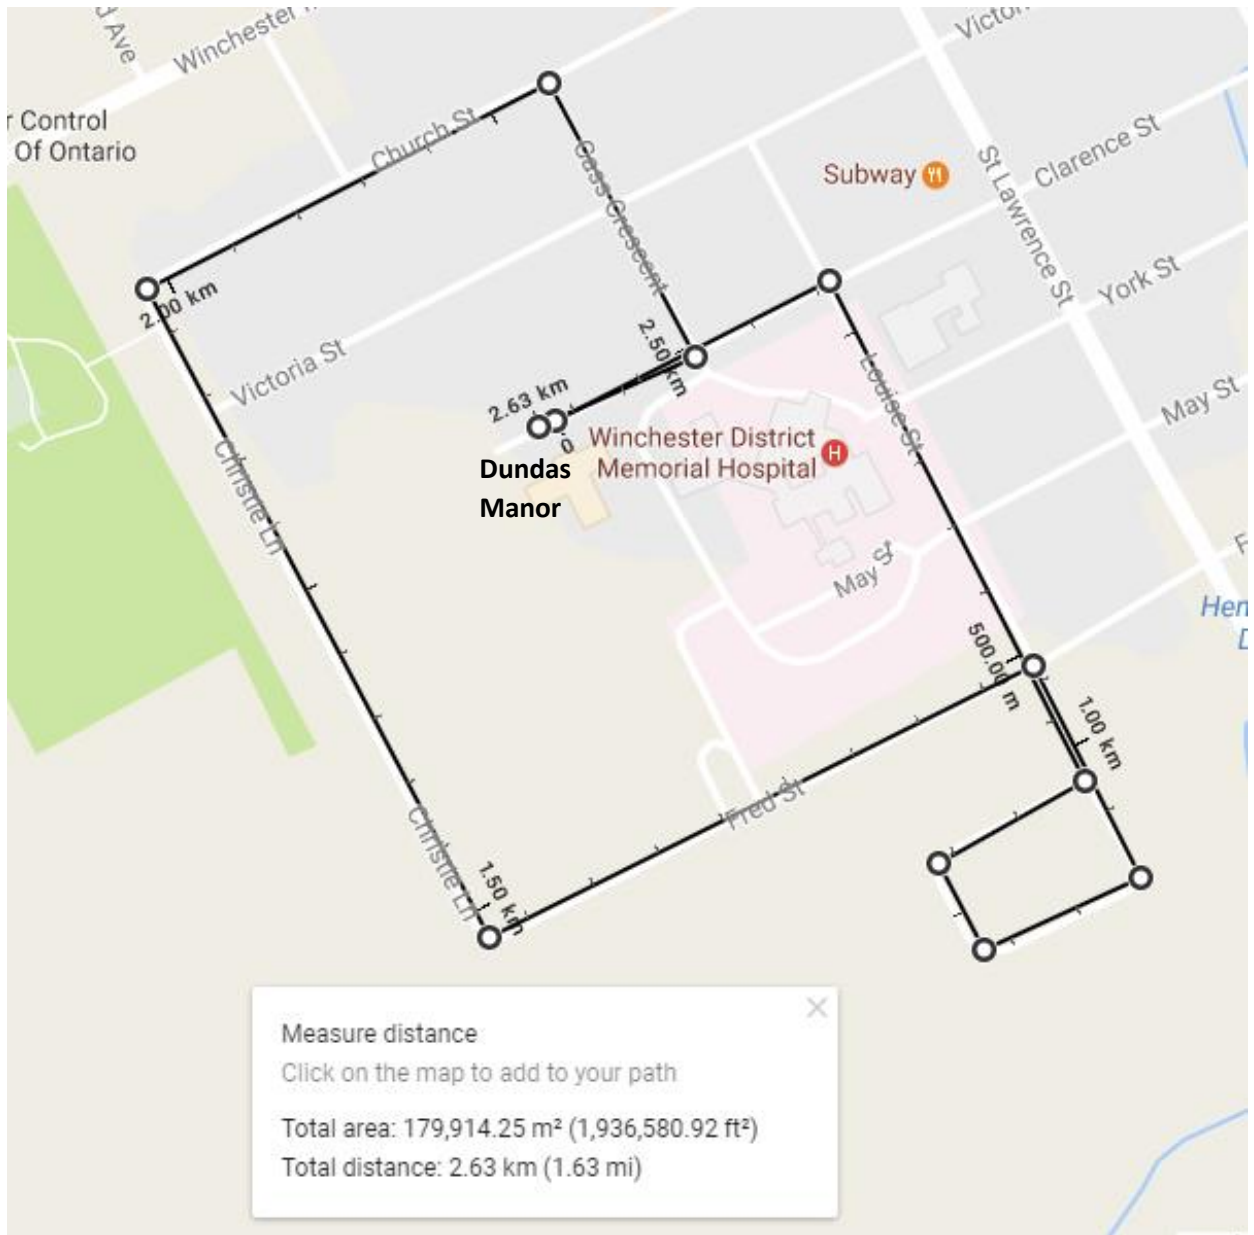 d Ave
Winchester
Victor
r Control
Of Ontario
Church St
Gass Crescent
Subway
St Lawrence St
Clarence St
York St
2.00 km
Victoria St
2.50 km
Louise St
May St
2.63 km
0
Winchester District
Memorial Hospital
H
Dundas
Manor
Christie Ln
May St
Hen
D
500.00 m
1.00 km
Fred St
Christie Ln
1.50 km
Measure distance
Click on the map to add to your path
Total area: 179,914.25 m² (1,936,580.92 ft²)
Total distance: 2.63 km (1.63 mi)